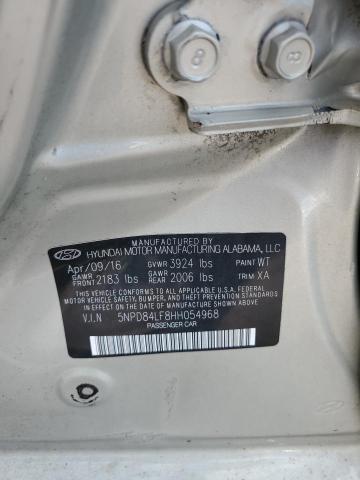 8
8
MANUFACTURED BY
HYUNDAI MOTOR MANUFACTURING ALABAMA, LLC
Apr/09/16 GVWR 3924 lbs PAINT WT
GAWR FRONT 2183 lbs GAWR REAR 2006 lbs TRIM XA
THIS VEHICLE CONFORMS TO ALL APPLICABLE U.S. FEDERAL
MOTOR VEHICLE SAFETY, BUMPER, AND THEFT PREVENTION
STANDARDS IN EFFECT ON THE DATE OF MANUFACTURE SHOWN ABOVE.
V.I.N 5NPD84LF8HH054968
PASSENGER CAR